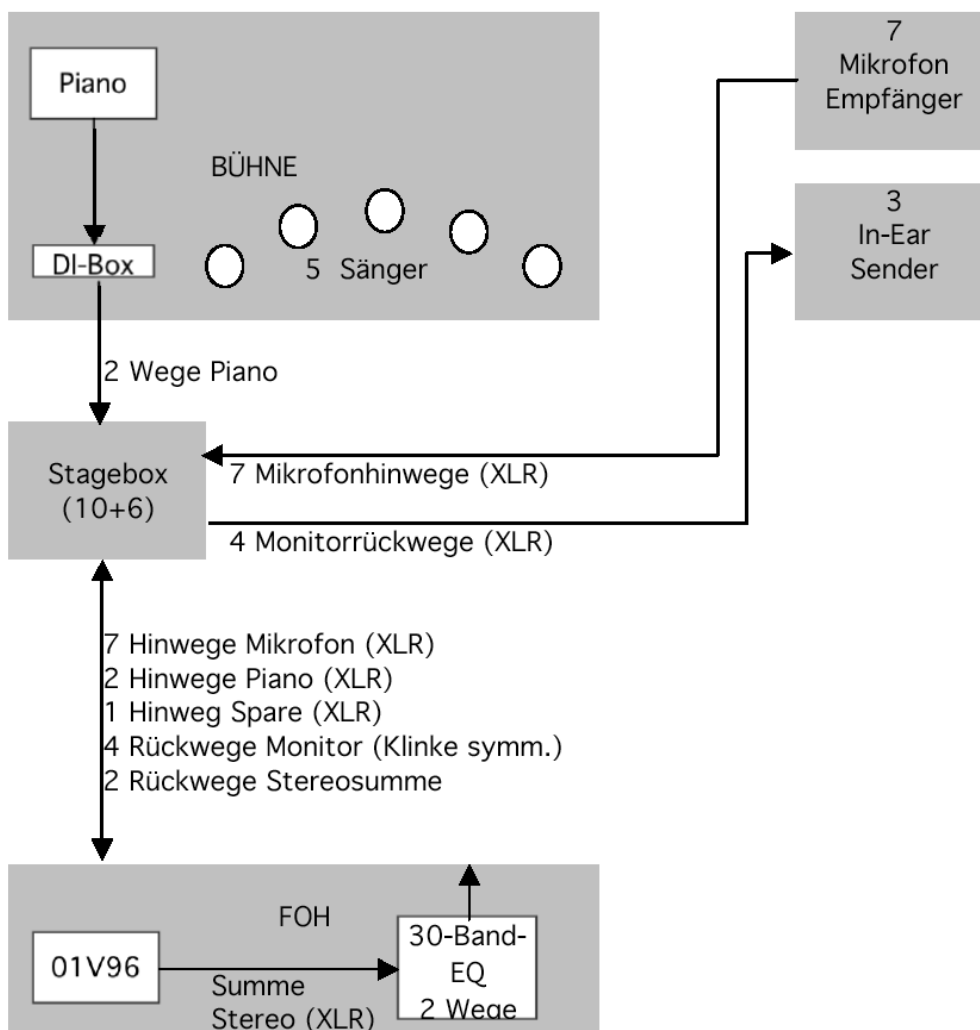 Piano
BÜHNE
DI-Box
5 Sänger
7
Mikrofon
Empfänger
3
In-Ear
Sender
2 Wege Piano
Stagebox
(10+6)
7 Mikrofonhinwege (XLR)
4 Monitorrückwege (XLR)
7 Hinwege Mikrofon (XLR)
2 Hinwege Piano (XLR)
1 Hinweg Spare (XLR)
4 Rückwege Monitor (Klinke symm.)
2 Rückwege Stereosumme
FOH
01V96
Summe
Stereo (XLR)
30-Band-
EQ
2 Wege